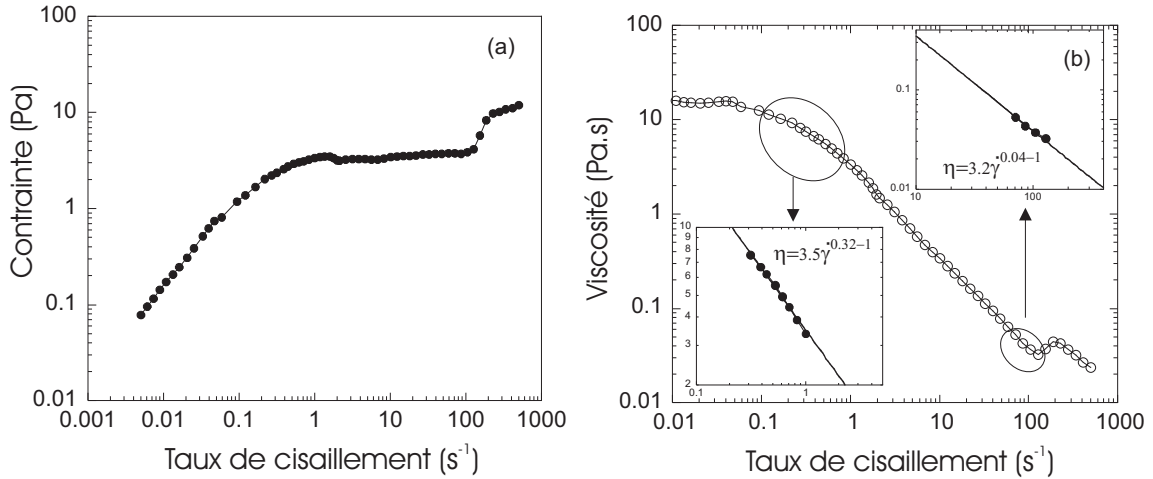 (a)
Contrainte (Pa)
100
10
1
0.1
0.01
0.001 0.01 0.1 1 10 100 1000
Taux de cisaillement (s⁻¹)
(b)
Viscosité (Pa.s)
100
10
1
0.1
0.01
0.01 0.1 1 10 100 1000
Taux de cisaillement (s⁻¹)
0.1
0.01
10 100
η=3.2γ̇^0.04−1
10
9
8
7
6
5
4
3
2
0.1 1
η=3.5γ̇^0.32−1